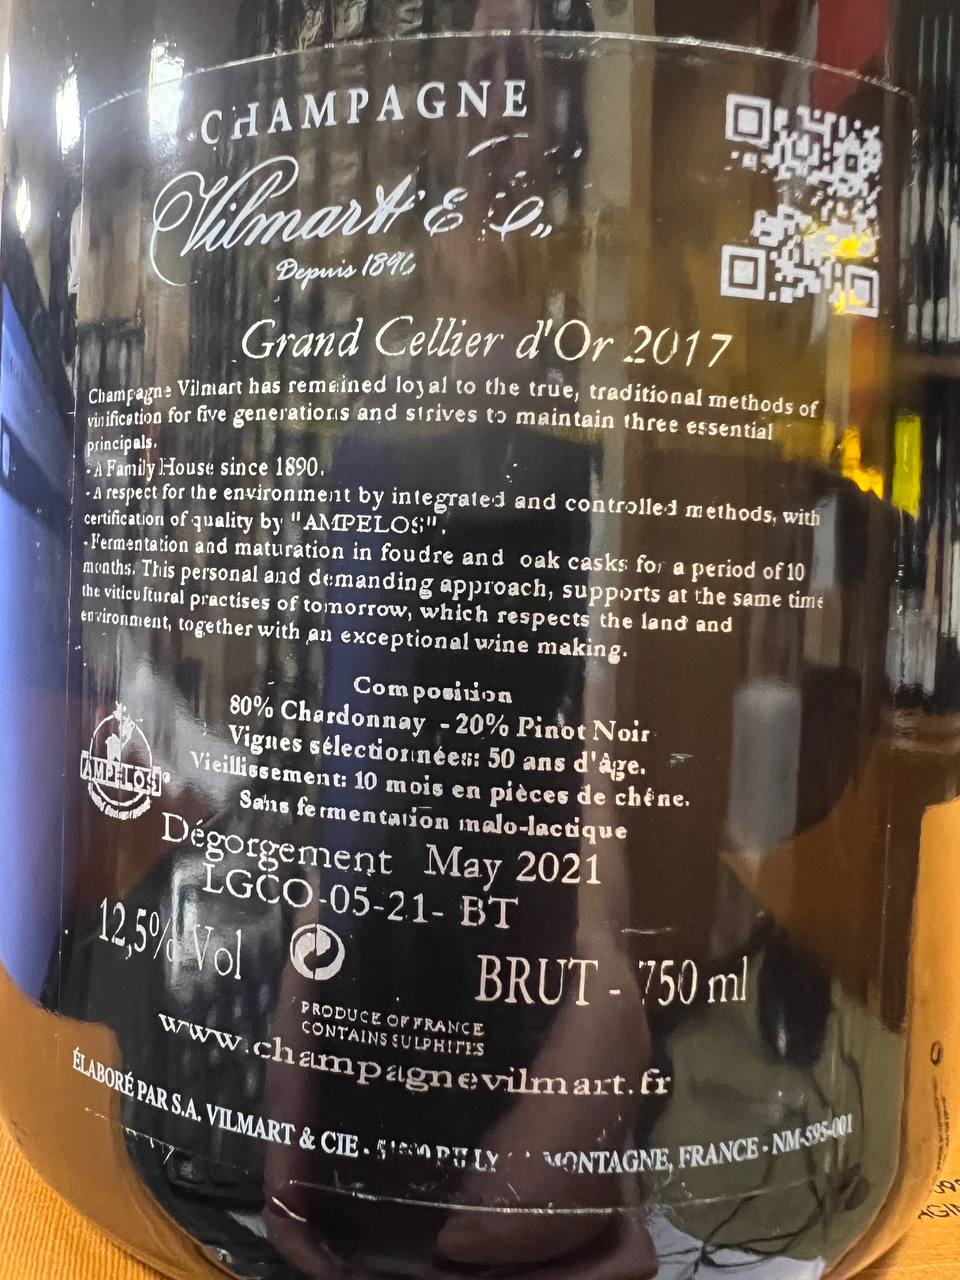 CHAMPAGNE
Vilmart & C
Depuis 1890
Grand Cellier d'Or 2017
Champagne Vilmart has remained loyal to the true, traditional methods of
vinification for five generations and strives to maintain three essential
principals.
- A Family House since 1890.
- A respect for the environment by integrated and controlled methods, with
certification of quality by "AMPELOS".
- Fermentation and maturation in foudre and oak casks for a period of 10
months. This personal and demanding approach, supports at the same time
the viticultural practises of tomorrow, which respects the land and
environment, together with an exceptional wine making.
Composition
80% Chardonnay - 20% Pinot Noir
Vignes sélectionnées: 50 ans d'âge.
AMPELOS
Vieillissement: 10 mois en pièces de chêne.
Sans fermentation malo-lactique
Dégorgement May 2021
LGCO-05-21- BT
12,5% Vol
BRUT - 750 ml
PRODUCE OF FRANCE
CONTAINS SULPHITES
www.champagnevilmart.fr
ÉLABORÉ PAR S.A. VILMART & CIE - RILLY MONTAGNE, FRANCE - NM-595-001